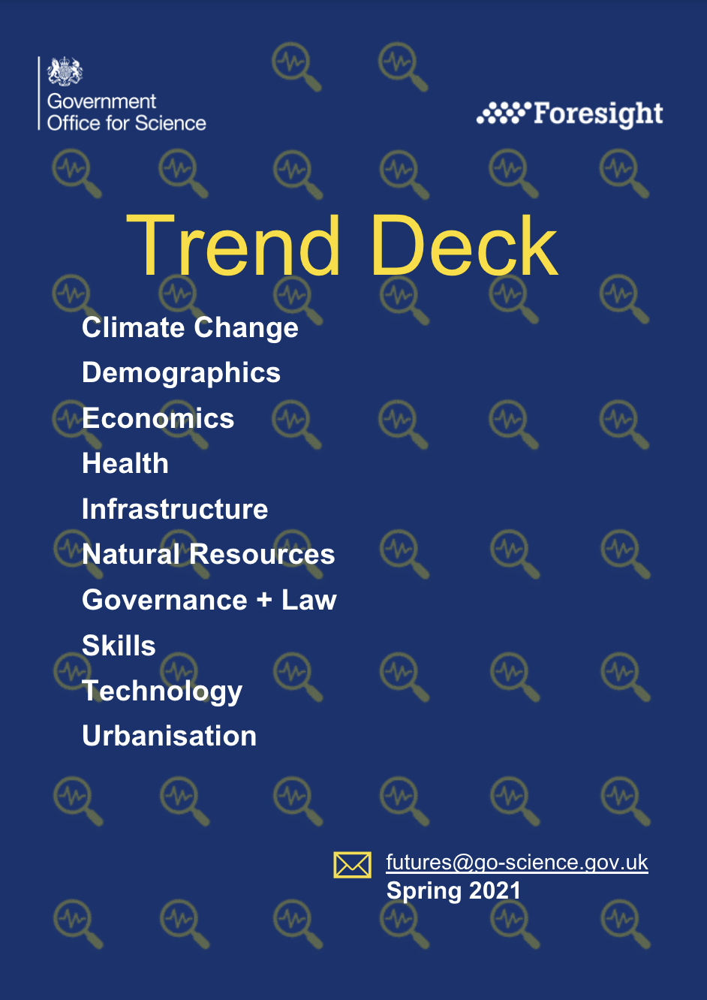 Government
Office for Science
Foresight
Trend Deck
Climate Change
Demographics
Economics
Health
Infrastructure
Natural Resources
Governance + Law
Skills
Technology
Urbanisation
futures@go-science.gov.uk
Spring 2021